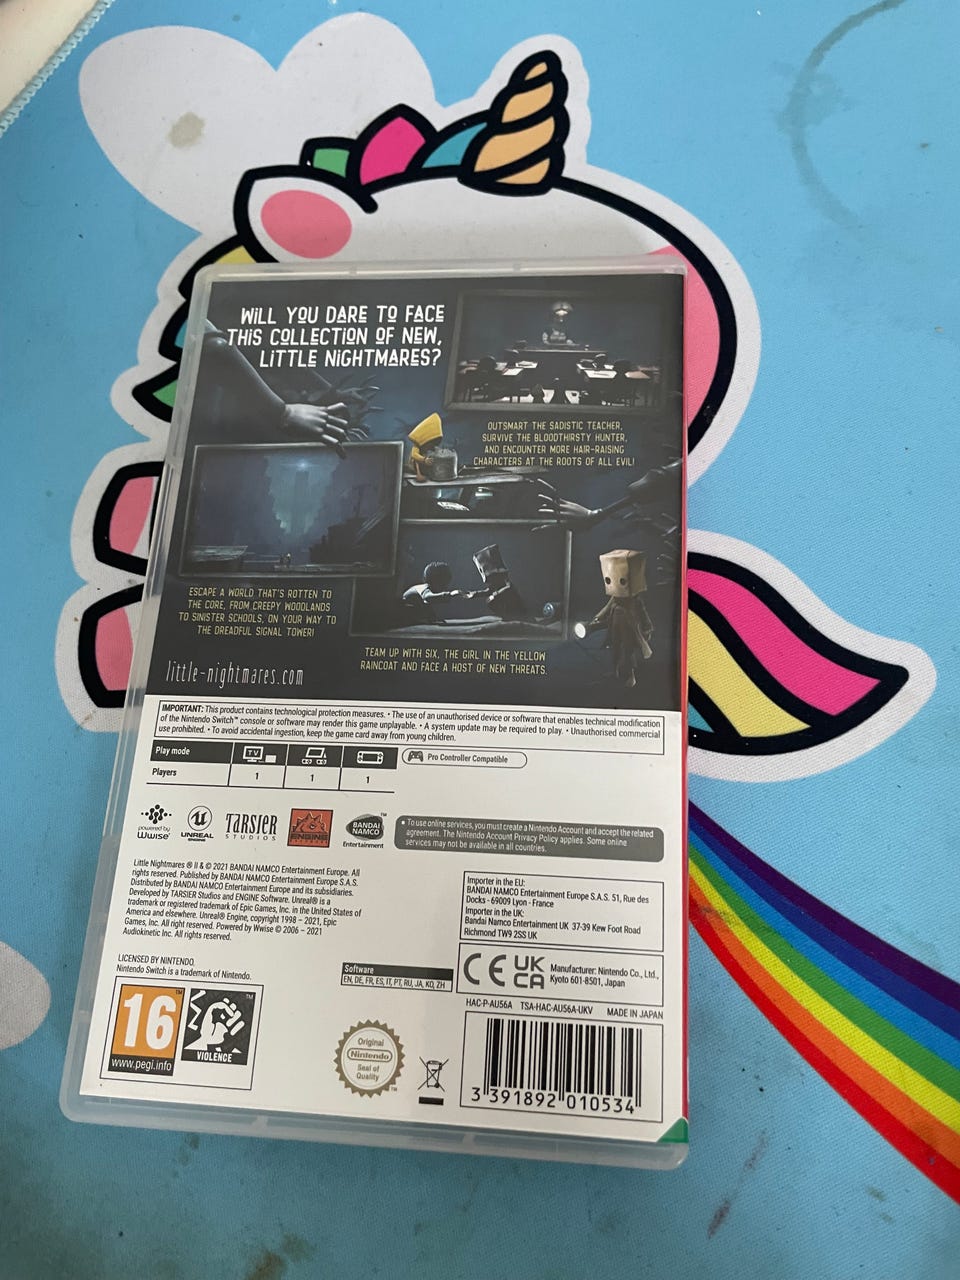 WILL YOU DARE TO FACE
THIS COLLECTION OF NEW,
LITTLE NIGHTMARES?
OUTSMART THE SADISTIC TEACHER,
SURVIVE THE BLOODTHIRSTY HUNTER,
AND ENCOUNTER MORE HAIR-RAISING
CHARACTERS AT THE ROOTS OF ALL EVIL!
ESCAPE A WORLD THAT'S ROTTEN TO
THE CORE, FROM CREEPY WOODLANDS
TO SINISTER SCHOOLS, ON YOUR WAY TO
THE DREADFUL SIGNAL TOWER!
TEAM UP WITH SIX, THE GIRL IN THE YELLOW
RAINCOAT AND FACE A HOST OF NEW THREATS.
little-nightmares.com
IMPORTANT: This product contains technological protection measures. • The use of an unauthorised device or software that enables technical modification
of the Nintendo Switch™ console or software may render this game unplayable. • A system update may be required to play. • Unauthorised commercial
use prohibited. • To avoid accidental ingestion, keep the game card away from young children.
Play mode
TV
Pro Controller Compatible
Players
1
1
1
powered by
Wwise
UNREAL
ENGINE
TARSIER
STUDIOS
ENGINE
BANDAI
NAMCO
Entertainment
• To use online services, you must create a Nintendo Account and accept the related
agreement. The Nintendo Account Privacy Policy applies. Some online
services may not be available in all countries.
Little Nightmares ® II & © 2021 BANDAI NAMCO Entertainment Europe. All
rights reserved. Published by BANDAI NAMCO Entertainment Europe S.A.S.
Distributed by BANDAI NAMCO Entertainment Europe and its subsidiaries.
Developed by TARSIER Studios and ENGINE Software. Unreal® is a
trademark or registered trademark of Epic Games, Inc. in the United States of
America and elsewhere. Unreal® Engine, copyright 1998 – 2021, Epic
Games, Inc. All right reserved. Powered by Wwise © 2006 – 2021
Audiokinetic Inc. All rights reserved.
Importer in the EU:
BANDAI NAMCO Entertainment Europe S.A.S. 51, Rue des
Docks - 69009 Lyon - France
Importer in the UK:
Bandai Namco Entertainment UK 37-39 Kew Foot Road
Richmond TW9 2SS UK
LICENSED BY NINTENDO.
Nintendo Switch is a trademark of Nintendo.
Software
EN, DE, FR, ES, IT, PT, RU, JA, KO, ZH
CE
UK
CA
Manufacturer: Nintendo Co., Ltd.,
Kyoto 601-8501, Japan
HAC-P-AU56A TSA-HAC-AU56A-UKV MADE IN JAPAN
16
www.pegi.info
VIOLENCE
Original
Nintendo
Seal of
Quality
3 391892 010534